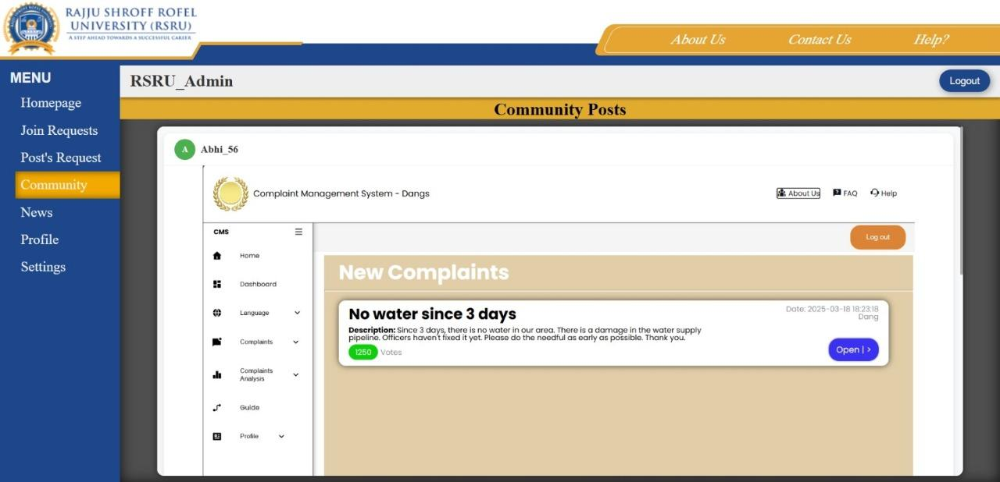 RAJJU SHROFF ROFEL
UNIVERSITY (RSRU)
A STEP AHEAD TOWARDS A SUCCESSFUL CAREER
About Us Contact Us Help?
MENU
Homepage
Join Requests
Post's Request
Community
News
Profile
Settings
RSRU_Admin
Logout
Community Posts
A Abhi_56
Complaint Management System - Dangs
About Us FAQ Help
CMS
Home
Dashboard
Language
Complaints
Complaints
Analysis
Guide
Profile
Log out
New Complaints
No water since 3 days
Date: 2025-03-18 18:23:18
Dang
Description: Since 3 days, there is no water in our area. There is a damage in the water supply
pipeline. Officers haven't fixed it yet. Please do the needful as early as possible. Thank you.
1250 Votes
Open | >